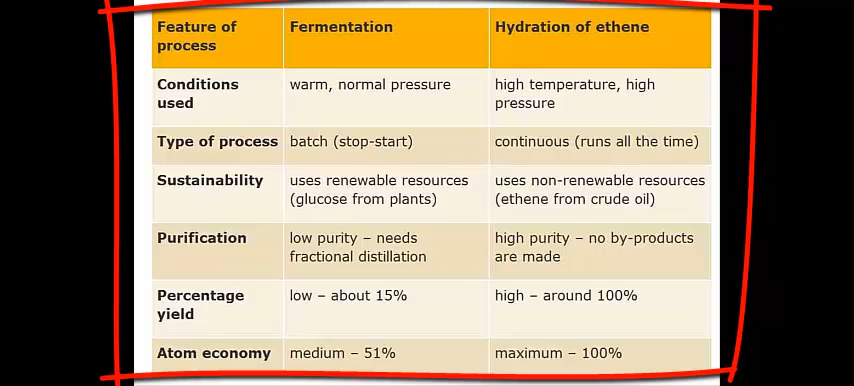 Feature of process
Fermentation
Hydration of ethene
Conditions used
warm, normal pressure
high temperature, high pressure
Type of process
batch (stop-start)
continuous (runs all the time)
Sustainability
uses renewable resources (glucose from plants)
uses non-renewable resources (ethene from crude oil)
Purification
low purity – needs fractional distillation
high purity – no by-products are made
Percentage yield
low – about 15%
high – around 100%
Atom economy
medium – 51%
maximum – 100%